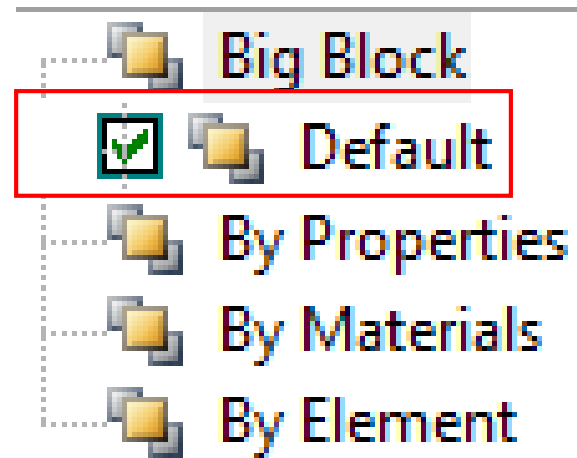 Big Block
Default
By Properties
By Materials
By Element